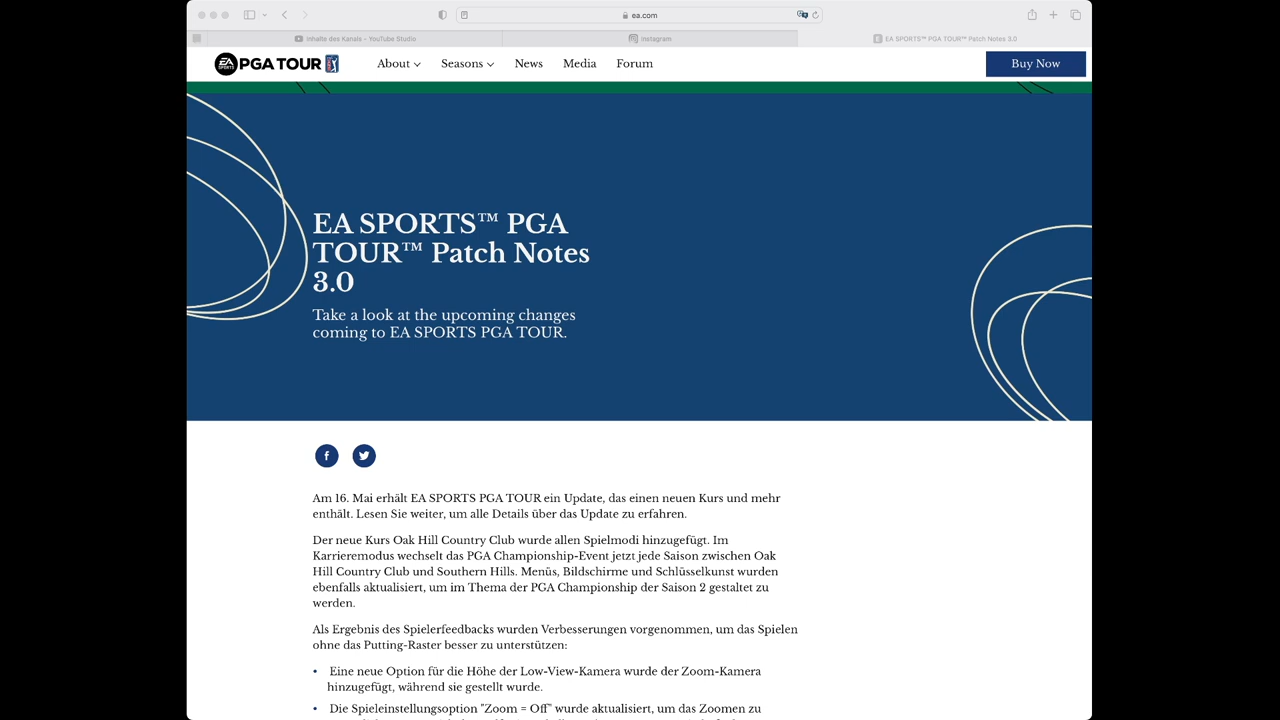 ea.com
Inhalte des Kanals – YouTube Studio
Instagram
EA SPORTS™ PGA TOUR™ Patch Notes 3.0
EA SPORTS PGA TOUR
About
Seasons
News
Media
Forum
Buy Now
EA SPORTS™ PGA
TOUR™ Patch Notes
3.0
Take a look at the upcoming changes
coming to EA SPORTS PGA TOUR.
Am 16. Mai erhält EA SPORTS PGA TOUR ein Update, das einen neuen Kurs und mehr
enthält. Lesen Sie weiter, um alle Details über das Update zu erfahren.
Der neue Kurs Oak Hill Country Club wurde allen Spielmodi hinzugefügt. Im
Karrieremodus wechselt das PGA Championship-Event jetzt jede Saison zwischen Oak
Hill Country Club und Southern Hills. Menüs, Bildschirme und Schlüsselkunst wurden
ebenfalls aktualisiert, um im Thema der PGA Championship der Saison 2 gestaltet zu
werden.
Als Ergebnis des Spielerfeedbacks wurden Verbesserungen vorgenommen, um das Spielen
ohne das Putting-Raster besser zu unterstützen:
• Eine neue Option für die Höhe der Low-View-Kamera wurde der Zoom-Kamera
hinzugefügt, während sie gestellt wurde.
• Die Spieleinstellungsoption "Zoom = Off" wurde aktualisiert, um das Zoomen zu